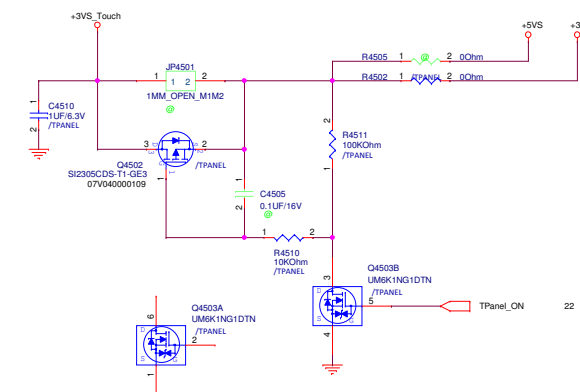 +3VS_Touch
+5VS
+3
R4505 1 @ 2 0Ohm
R4502 1 /TPANEL 2 0Ohm
JP4501
1 1 2 2
1MM_OPEN_M1M2
@
1
C4510
1UF/6.3V
2 /TPANEL
2
R4511
100KOhm
/TPANEL
1
3 D S 2
/TPANEL
G
1
Q4502
SI2305CDS-T1-GE3
07V040000109
1
C4505
0.1UF/16V
2 @
1 2
R4510
10KOhm
/TPANEL
3
Q4503B
UM6K1NG1DTN
/TPANEL
D
5
G
S
4
TPanel_ON 22
6
Q4503A
UM6K1NG1DTN
/TPANEL
D
2
G
S
1